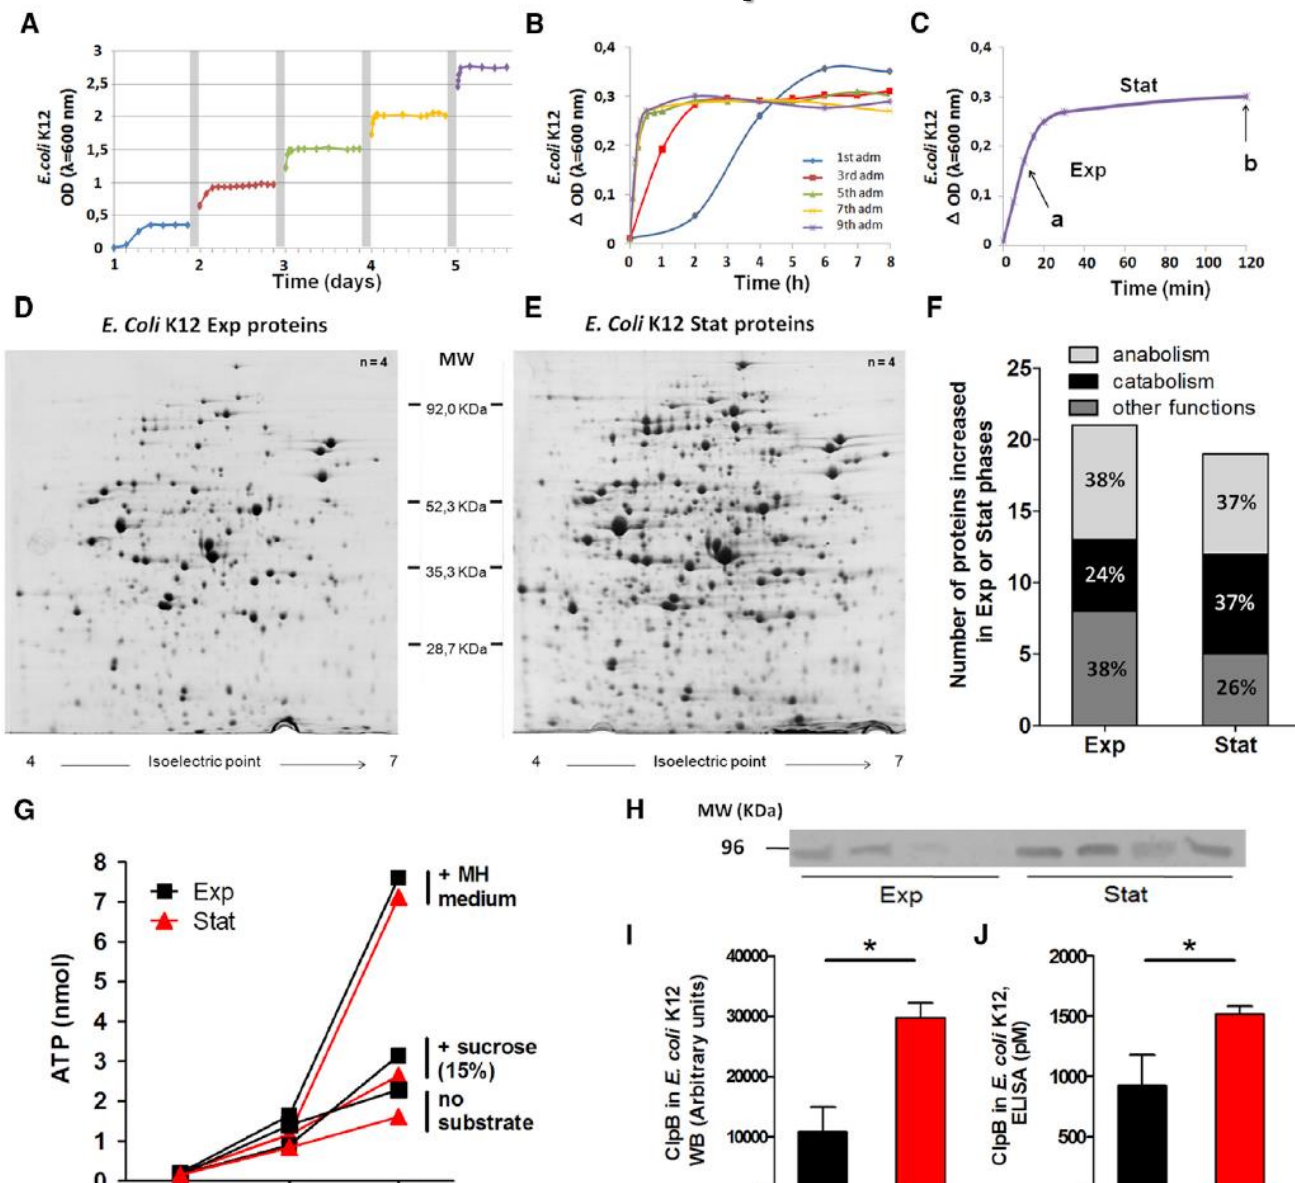 A
3
2,5
2
1,5
1
0,5
0
E.coli K12
OD (λ=600 nm)
1 2 3 4 5
Time (days)
B
0,4
0,3
0,2
0,1
0
E.coli K12
Δ OD (λ=600 nm)
1st adm
3rd adm
5th adm
7th adm
9th adm
0 1 2 3 4 5 6 7 8
Time (h)
C
0,4
0,3
0,2
0,1
0
E.coli K12
Δ OD (λ=600 nm)
Stat
Exp
a
b
0 20 40 60 80 100 120
Time (min)
D
E. Coli K12 Exp proteins
n = 4
MW
92,0 KDa
52,3 KDa
35,3 KDa
28,7 KDa
4 Isoelectric point 7
E
E. Coli K12 Stat proteins
n = 4
4 Isoelectric point 7
F
anabolism
catabolism
other functions
Number of proteins increased
in Exp or Stat phases
25
20
15
10
5
0
38%
24%
38%
37%
37%
26%
Exp Stat
G
ATP (nmol)
8
7
6
5
4
3
2
1
0
Exp
Stat
+ MH
medium
+ sucrose
(15%)
no
substrate
H
MW (KDa)
96
Exp Stat
I
ClpB in E. coli K12
WB (Arbitrary units)
40000
30000
20000
10000
*
J
ClpB in E. coli K12,
ELISA (pM)
2000
1500
1000
500
*